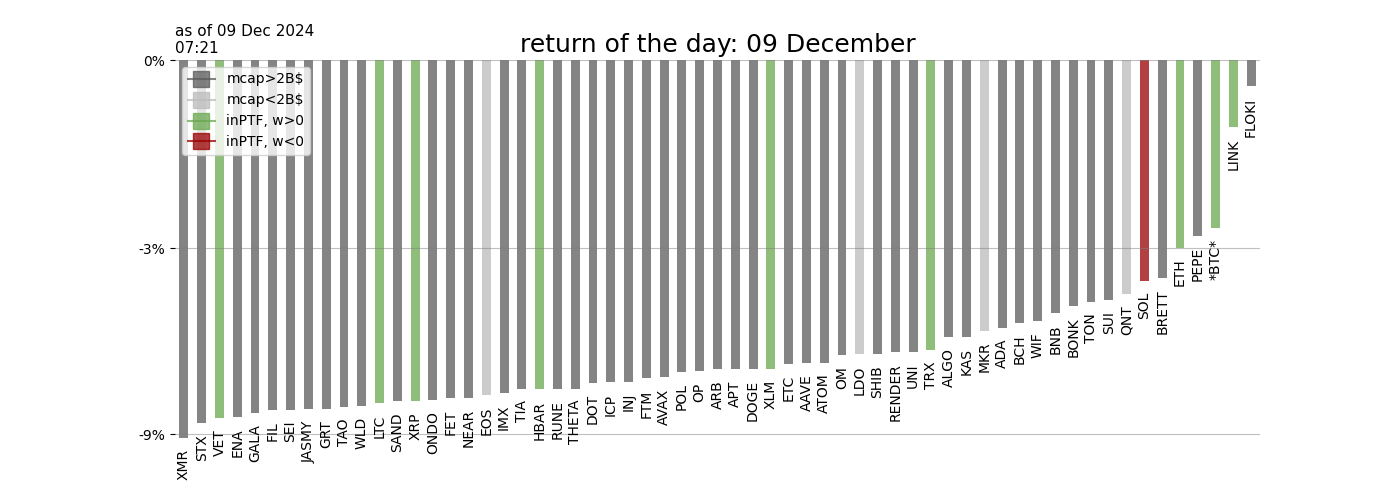 as of 09 Dec 2024
07:21
return of the day: 09 December
0%
-3%
-9%
mcap>2B$
mcap<2B$
inPTF, w>0
inPTF, w<0
XMR
STX
VET
ENA
GALA
FIL
SEI
JASMY
GRT
TAO
WLD
LTC
SAND
XRP
ONDO
FET
NEAR
EOS
IMX
TIA
HBAR
RUNE
THETA
DOT
ICP
INJ
FTM
AVAX
POL
OP
ARB
APT
DOGE
XLM
ETC
AAVE
ATOM
OM
LDO
SHIB
RENDER
UNI
TRX
ALGO
KAS
MKR
ADA
BCH
WIF
BNB
BONK
TON
SUI
QNT
SOL
BRETT
ETH
PEPE
*BTC*
LINK
FLOKI